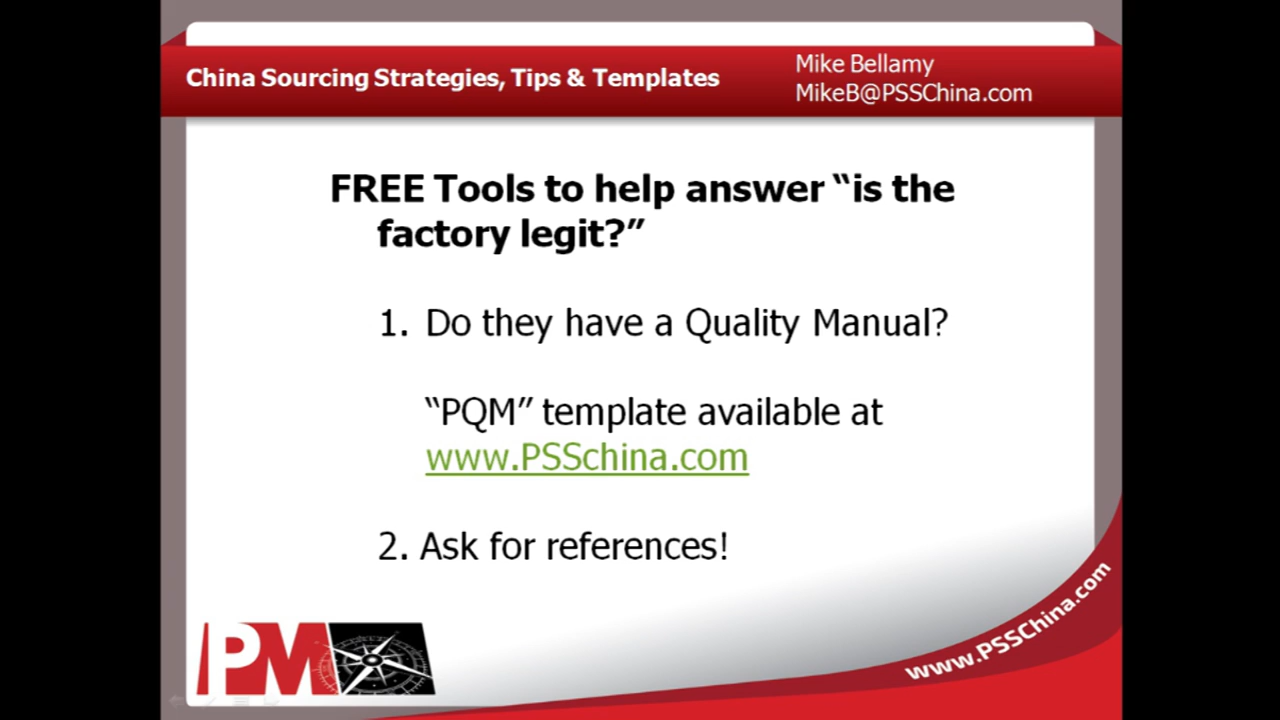 China Sourcing Strategies, Tips & Templates
Mike Bellamy
MikeB@PSSChina.com
FREE Tools to help answer “is the
factory legit?”
1. Do they have a Quality Manual?
“PQM” template available at
www.PSSchina.com
2. Ask for references!
PM
www.PSSChina.com